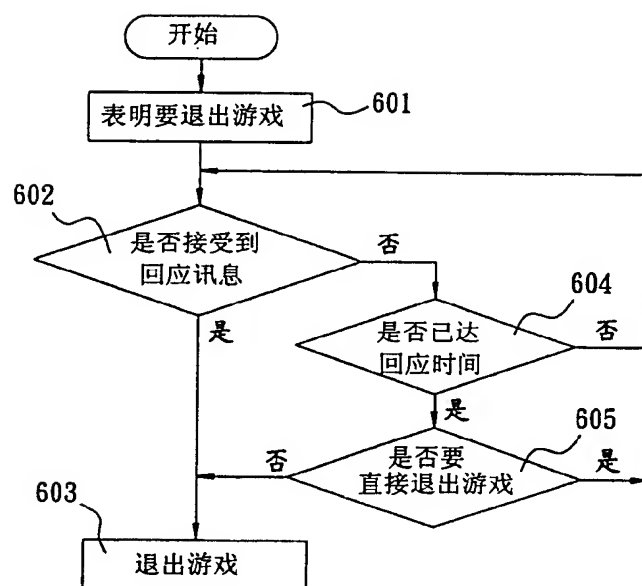 开始
表明要退出游戏
601
602
是否接受到
回应讯息
否
604
是否已达
回应时间
否
是
是
605
是否要
直接退出游戏
否
是
603
退出游戏